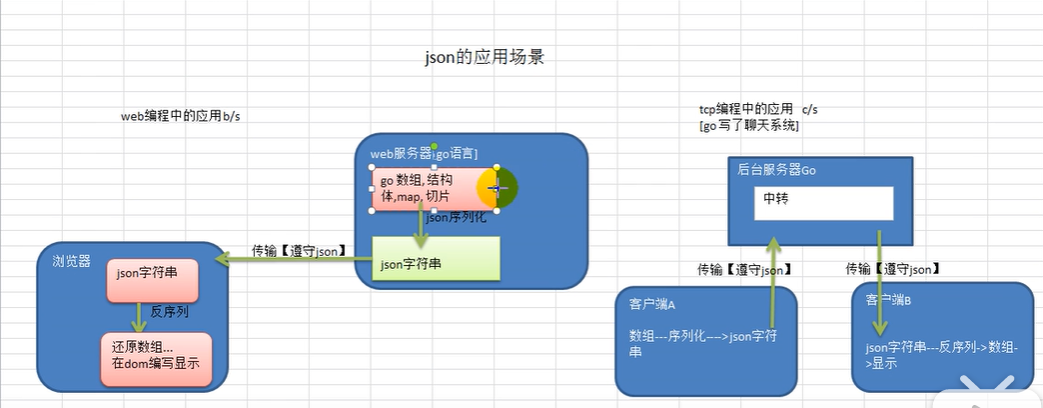 json的应用场景
web编程中的应用b/s
tcp编程中的应用 c/s
[go 写了聊天系统]
web服务器[go语言]
go 数组, 结构
体,map, 切片
json序列化
json字符串
传输【遵守json】
浏览器
json字符串
反序列
还原数组...
在dom编写显示
后台服务器Go
中转
传输【遵守json】
传输【遵守json】
客户端A
数组---序列化---->json字符
串
客户端B
json字符串---反序列->数组-
>显示